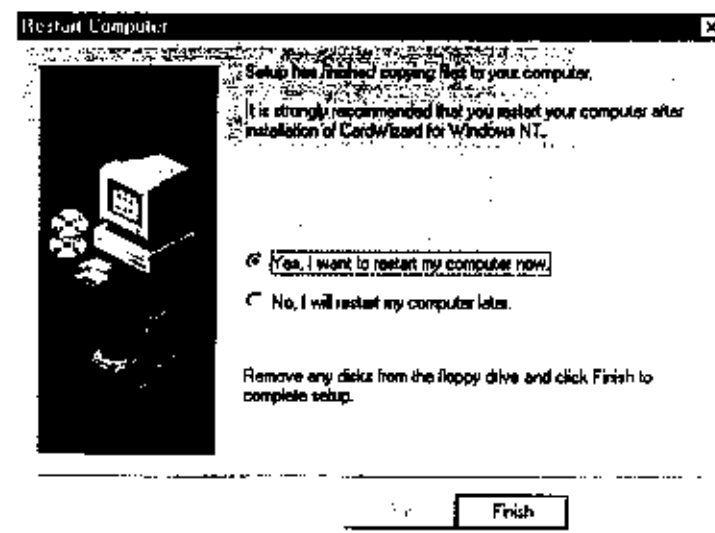 Restart Computer
Setup has finished copying files to your computer.
It is strongly recommended that you restart your computer after
installation of CardWizard for Windows NT.
Yes, I want to restart my computer now.
No, I will restart my computer later.
Remove any disks from the floppy drive and click Finish to
complete setup.
Finish